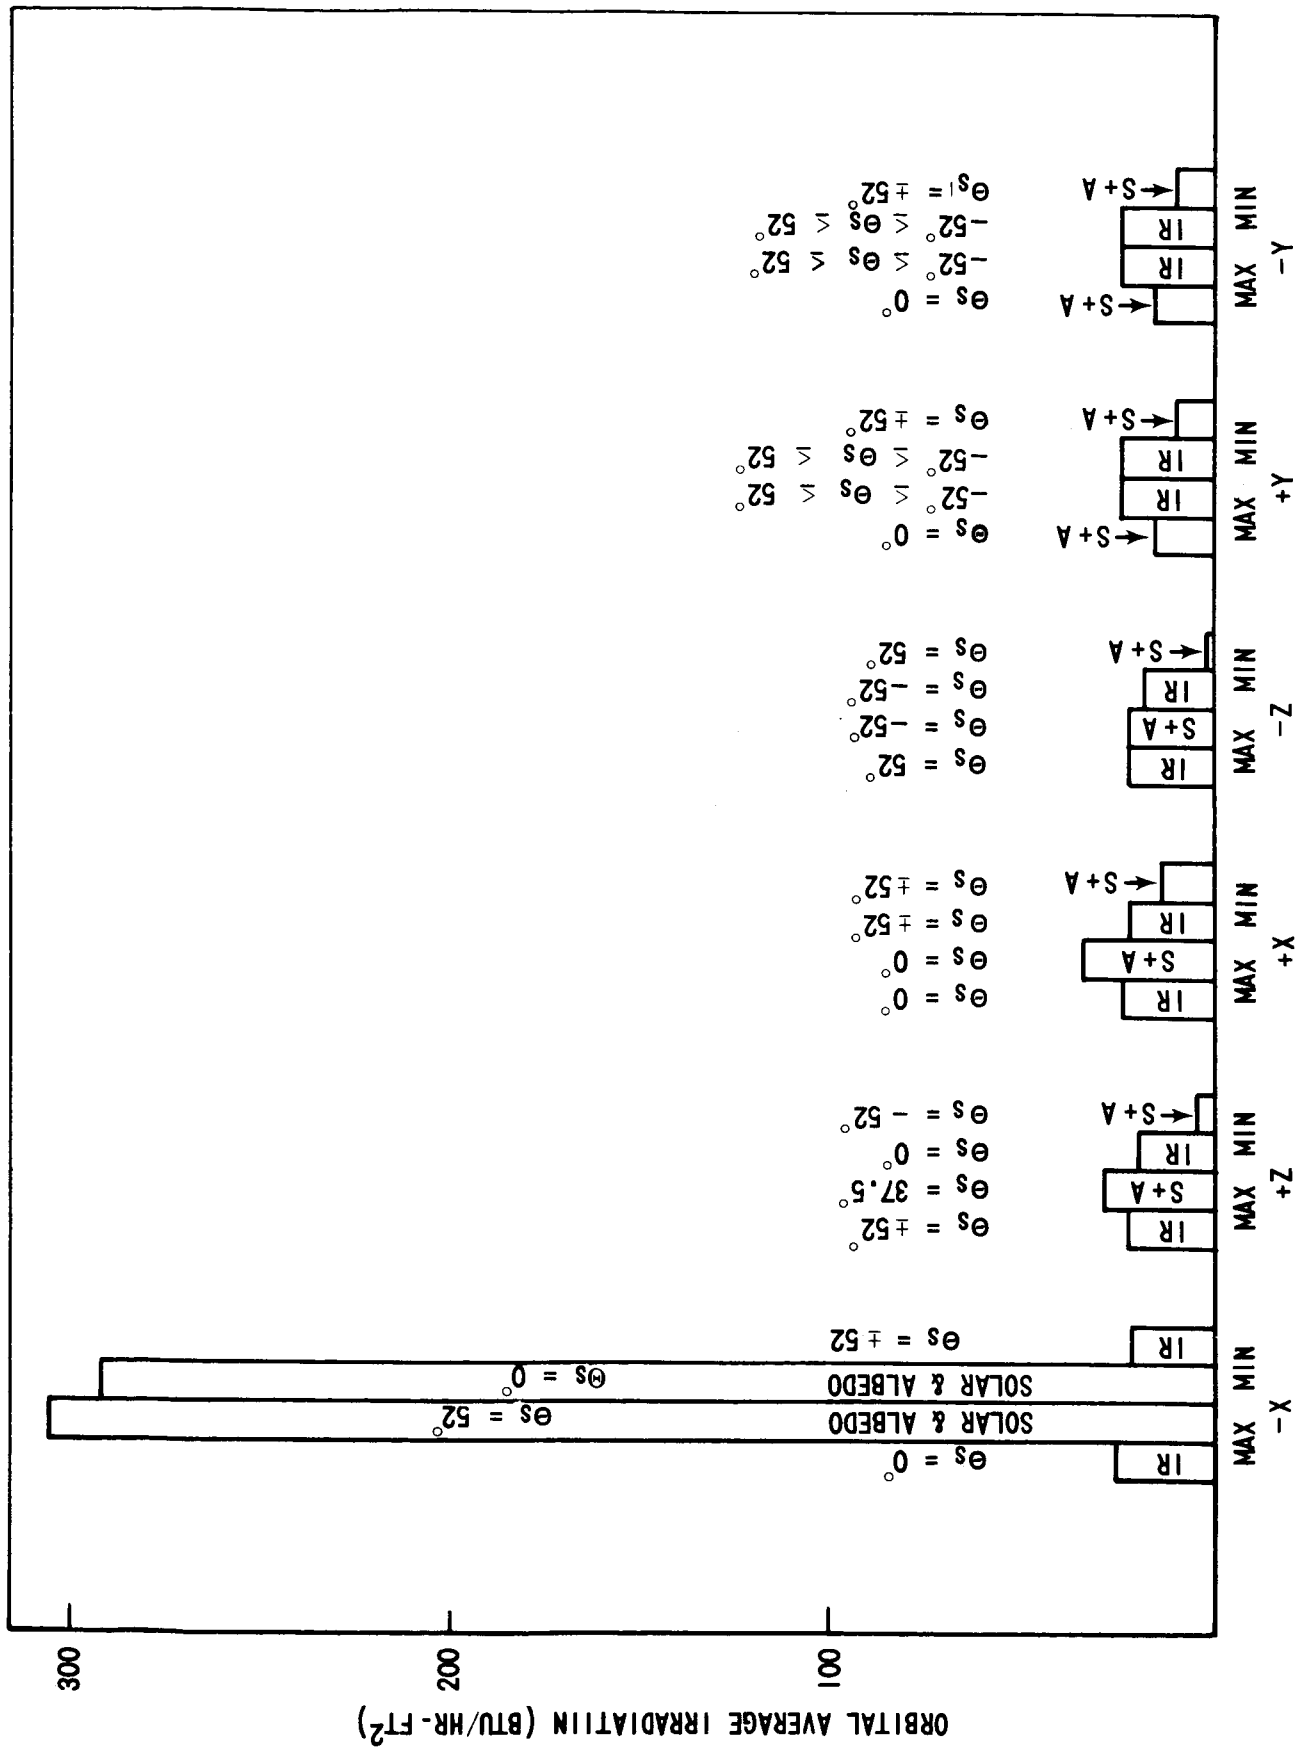 ORBITAL AVERAGE IRRADIATIIN (BTU/HR-FT²)
300
200
100
IR
Θs = 0°
SOLAR & ALBEDO
Θs = 52°
SOLAR & ALBEDO
Θs = 0°
IR
Θs = ±52
MAX MIN
-X
IR
Θs = ±52°
S+A
Θs = 37.5°
IR
Θs = 0°
S+A
Θs = - 52°
MAX MIN
+Z
IR
Θs = 0°
S+A
Θs = 0°
IR
Θs = ±52°
S+A
Θs = ±52°
MAX MIN
+X
IR
Θs = 52°
S+A
Θs = -52°
IR
Θs = -52°
S+A
Θs = 52°
MAX MIN
-Z
S+A
Θs = 0°
IR
-52° ≤ Θs ≤ 52°
IR
-52° ≤ Θs ≤ 52°
S+A
Θs = ±52°
MAX MIN
+Y
S+A
Θs = 0°
IR
-52° ≤ Θs ≤ 52°
IR
-52° ≤ Θs ≤ 52°
S+A
Θs = ±52°
MAX MIN
-Y